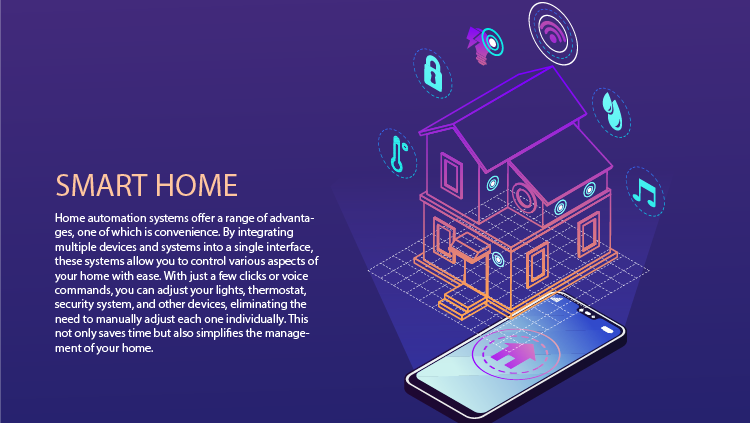 SMART HOME
Home automation systems offer a range of advanta-
ges, one of which is convenience. By integrating
multiple devices and systems into a single interface,
these systems allow you to control various aspects of
your home with ease. With just a few clicks or voice
commands, you can adjust your lights, thermostat,
security system, and other devices, eliminating the
need to manually adjust each one individually. This
not only saves time but also simplifies the manage-
ment of your home.